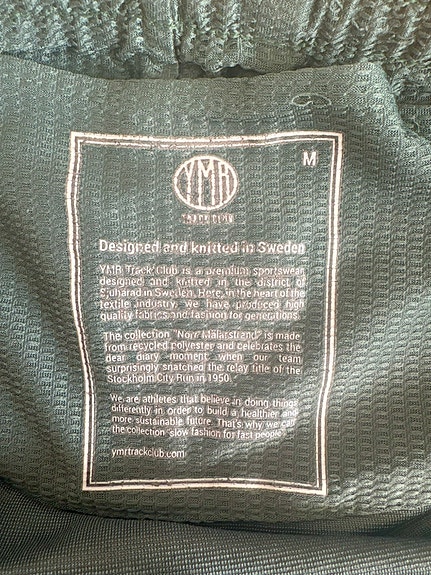 YMR
TRACK CLUB
M
Designed and knitted in Sweden
YMR Track Club is a premium sportswear
designed and knitted in the district of
Sjuhärad in Sweden. Here, in the heart of the
textile industry, we have produced high
quality fabrics and fashion for generations.
The collection "Norr Mälarstrand" is made
from recycled polyester and celebrates the
dear diary moment when our team
surprisingly snatched the relay title of the
Stockholm City Run in 1950.
We are athletes that believe in doing things
differently in order to build a healthier and
more sustainable future. That's why we call
the collection "slow fashion for fast people".
ymrtrackclub.com